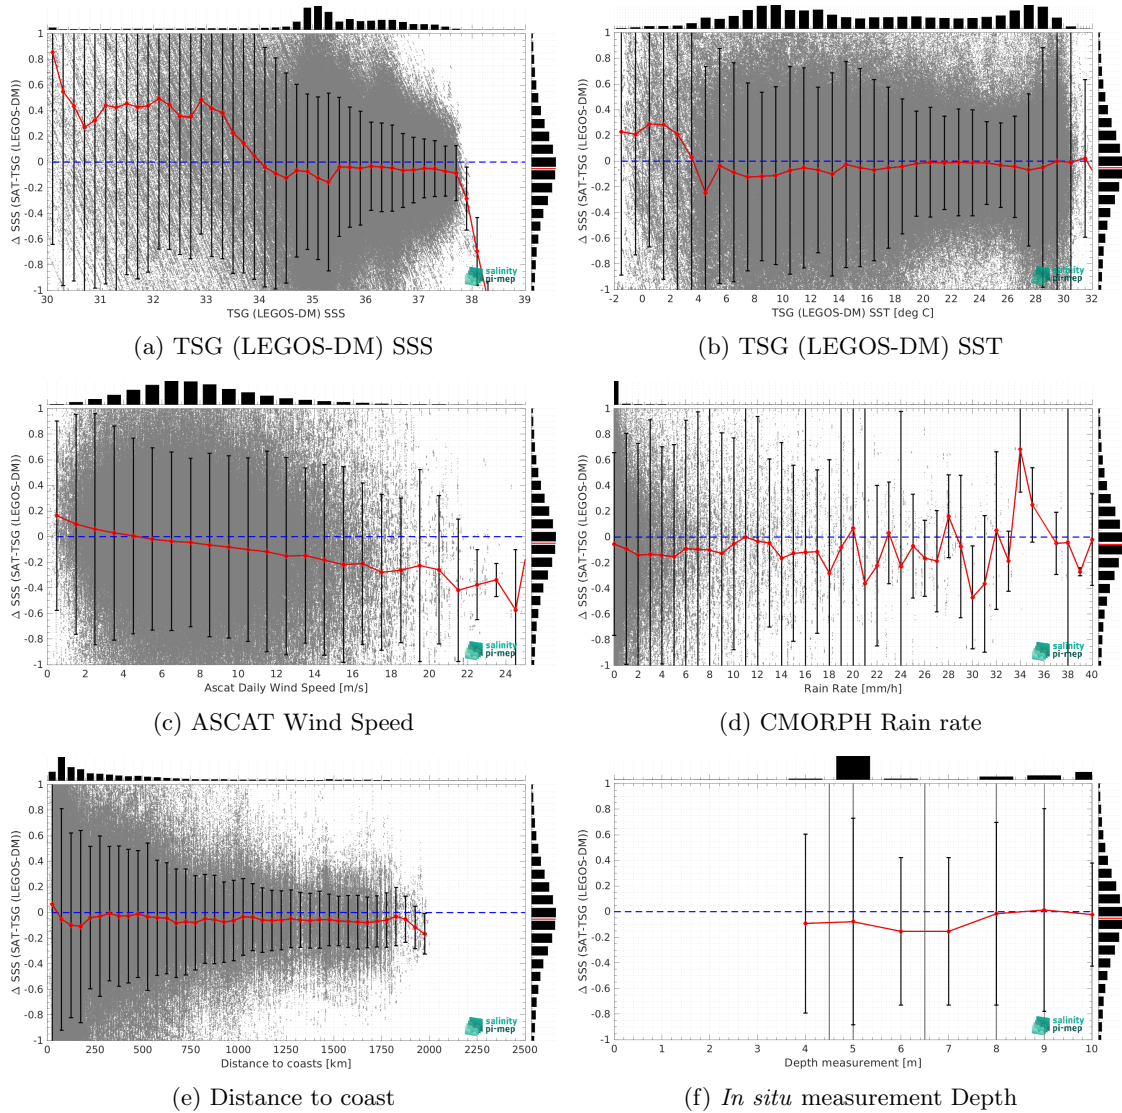 Δ SSS (SAT-TSG (LEGOS-DM))
1
0.8
0.6
0.4
0.2
0
-0.2
-0.4
-0.6
-0.8
-1
30 31 32 33 34 35 36 37 38 39
TSG (LEGOS-DM) SSS
salinity
pi-mep
(a) TSG (LEGOS-DM) SSS
Δ SSS (SAT-TSG (LEGOS-DM))
1
0.8
0.6
0.4
0.2
0
-0.2
-0.4
-0.6
-0.8
-1
-2 0 2 4 6 8 10 12 14 16 18 20 22 24 26 28 30 32
TSG (LEGOS-DM) SST [deg C]
salinity
pi-mep
(b) TSG (LEGOS-DM) SST
Δ SSS (SAT-TSG (LEGOS-DM))
1
0.8
0.6
0.4
0.2
0
-0.2
-0.4
-0.6
-0.8
-1
0 2 4 6 8 10 12 14 16 18 20 22 24
Ascat Daily Wind Speed [m/s]
salinity
pi-mep
(c) ASCAT Wind Speed
Δ SSS (SAT-TSG (LEGOS-DM))
1
0.8
0.6
0.4
0.2
0
-0.2
-0.4
-0.6
-0.8
-1
0 2 4 6 8 10 12 14 16 18 20 22 24 26 28 30 32 34 36 38 40
Rain Rate [mm/h]
salinity
pi-mep
(d) CMORPH Rain rate
Δ SSS (SAT-TSG (LEGOS-DM))
1
0.8
0.6
0.4
0.2
0
-0.2
-0.4
-0.6
-0.8
-1
0 250 500 750 1000 1250 1500 1750 2000 2250 2500
Distance to coasts [km]
salinity
pi-mep
(e) Distance to coast
Δ SSS (SAT-TSG (LEGOS-DM))
1
0.8
0.6
0.4
0.2
0
-0.2
-0.4
-0.6
-0.8
-1
0 1 2 3 4 5 6 7 8 9 10
Depth measurement [m]
salinity
pi-mep
(f) In situ measurement Depth